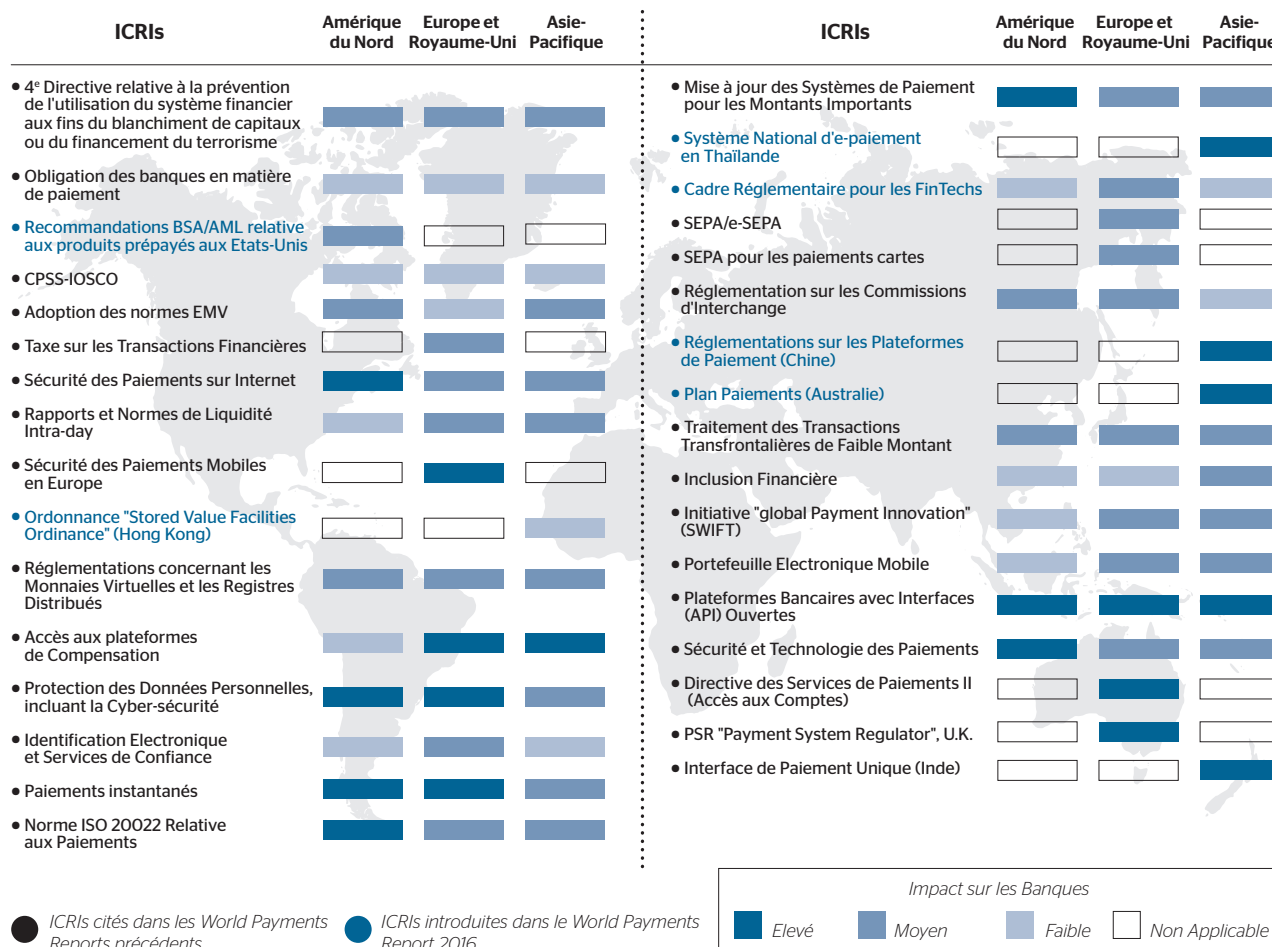 ICRIs
Amérique
du Nord
Europe et
Royaume-Uni
Asie-
Pacifique
• 4e Directive relative à la prévention
de l'utilisation du système financier
aux fins du blanchiment de capitaux
ou du financement du terrorisme
• Obligation des banques en matière
de paiement
• Recommandations BSA/AML relative
aux produits prépayés aux Etats-Unis
• CPSS-IOSCO
• Adoption des normes EMV
• Taxe sur les Transactions Financières
• Sécurité des Paiements sur Internet
• Rapports et Normes de Liquidité
Intra-day
• Sécurité des Paiements Mobiles
en Europe
• Ordonnance "Stored Value Facilities
Ordinance" (Hong Kong)
• Réglementations concernant les
Monnaies Virtuelles et les Registres
Distribués
• Accès aux plateformes
de Compensation
• Protection des Données Personnelles,
incluant la Cyber-sécurité
• Identification Electronique
et Services de Confiance
• Paiements instantanés
• Norme ISO 20022 Relative
aux Paiements
ICRIs
Amérique
du Nord
Europe et
Royaume-Uni
Asie-
Pacifique
• Mise à jour des Systèmes de Paiement
pour les Montants Importants
• Système National d'e-paiement
en Thaïlande
• Cadre Réglementaire pour les FinTechs
• SEPA/e-SEPA
• SEPA pour les paiements cartes
• Réglementation sur les Commissions
d'Interchange
• Réglementations sur les Plateformes
de Paiement (Chine)
• Plan Paiements (Australie)
• Traitement des Transactions
Transfrontalières de Faible Montant
• Inclusion Financière
• Initiative "global Payment Innovation"
(SWIFT)
• Portefeuille Electronique Mobile
• Plateformes Bancaires avec Interfaces
(API) Ouvertes
• Sécurité et Technologie des Paiements
• Directive des Services de Paiements II
(Accès aux Comptes)
• PSR "Payment System Regulator", U.K.
• Interface de Paiement Unique (Inde)
ICRIs cités dans les World Payments
Reports précédents
ICRIs introduites dans le World Payments
Report 2016
Impact sur les Banques
Elevé
Moyen
Faible
Non Applicable